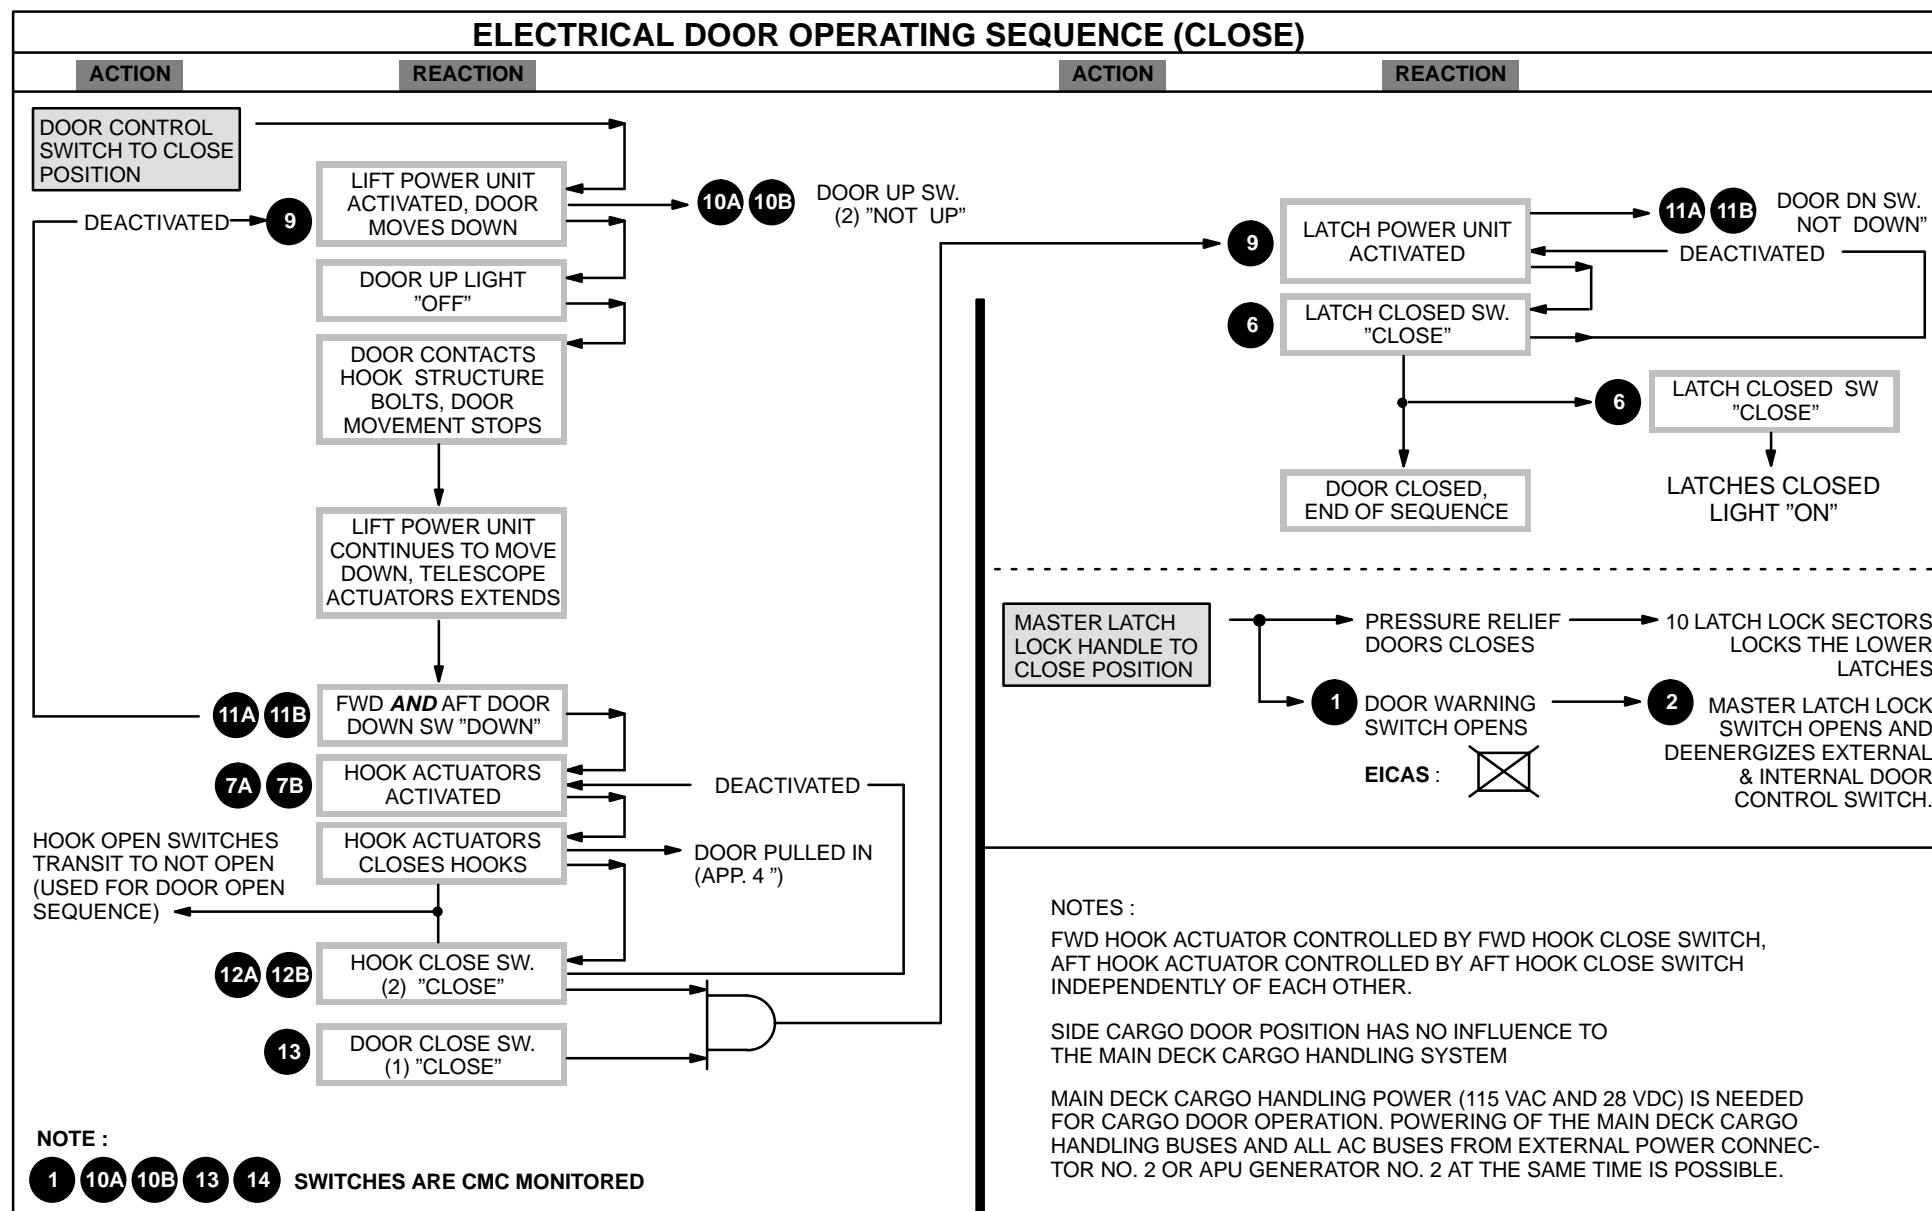 ELECTRICAL DOOR OPERATING SEQUENCE (CLOSE)
ACTION
REACTION
DOOR CONTROL
SWITCH TO CLOSE
POSITION
LIFT POWER UNIT
ACTIVATED, DOOR
MOVES DOWN
10A 10B
DOOR UP SW.
(2) ”NOT UP”
DEACTIVATED
9
DOOR UP LIGHT
”OFF”
DOOR CONTACTS
HOOK STRUCTURE
BOLTS, DOOR
MOVEMENT STOPS
LIFT POWER UNIT
CONTINUES TO MOVE
DOWN, TELESCOPE
ACTUATORS EXTENDS
11A 11B
FWD AND AFT DOOR
DOWN SW ”DOWN”
7A 7B
HOOK ACTUATORS
ACTIVATED
DEACTIVATED
HOOK ACTUATORS
CLOSES HOOKS
DOOR PULLED IN
(APP. 4 ”)
HOOK OPEN SWITCHES
TRANSIT TO NOT OPEN
(USED FOR DOOR OPEN
SEQUENCE)
12A 12B
HOOK CLOSE SW.
(2) ”CLOSE”
13
DOOR CLOSE SW.
(1) ”CLOSE”
NOTE :
1 10A 10B 13 14 SWITCHES ARE CMC MONITORED
ACTION
REACTION
9
LATCH POWER UNIT
ACTIVATED
11A 11B
DOOR DN SW.
NOT DOWN”
DEACTIVATED
6
LATCH CLOSED SW.
”CLOSE”
6
LATCH CLOSED SW
”CLOSE”
DOOR CLOSED,
END OF SEQUENCE
LATCHES CLOSED
LIGHT ”ON”
MASTER LATCH
LOCK HANDLE TO
CLOSE POSITION
PRESSURE RELIEF
DOORS CLOSES
10 LATCH LOCK SECTORS
LOCKS THE LOWER
LATCHES
1
DOOR WARNING
SWITCH OPENS
EICAS :
2
MASTER LATCH LOCK
SWITCH OPENS AND
DEENERGIZES EXTERNAL
& INTERNAL DOOR
CONTROL SWITCH.
NOTES :
FWD HOOK ACTUATOR CONTROLLED BY FWD HOOK CLOSE SWITCH,
AFT HOOK ACTUATOR CONTROLLED BY AFT HOOK CLOSE SWITCH
INDEPENDENTLY OF EACH OTHER.
SIDE CARGO DOOR POSITION HAS NO INFLUENCE TO
THE MAIN DECK CARGO HANDLING SYSTEM
MAIN DECK CARGO HANDLING POWER (115 VAC AND 28 VDC) IS NEEDED
FOR CARGO DOOR OPERATION. POWERING OF THE MAIN DECK CARGO
HANDLING BUSES AND ALL AC BUSES FROM EXTERNAL POWER CONNEC-
TOR NO. 2 OR APU GENERATOR NO. 2 AT THE SAME TIME IS POSSIBLE.